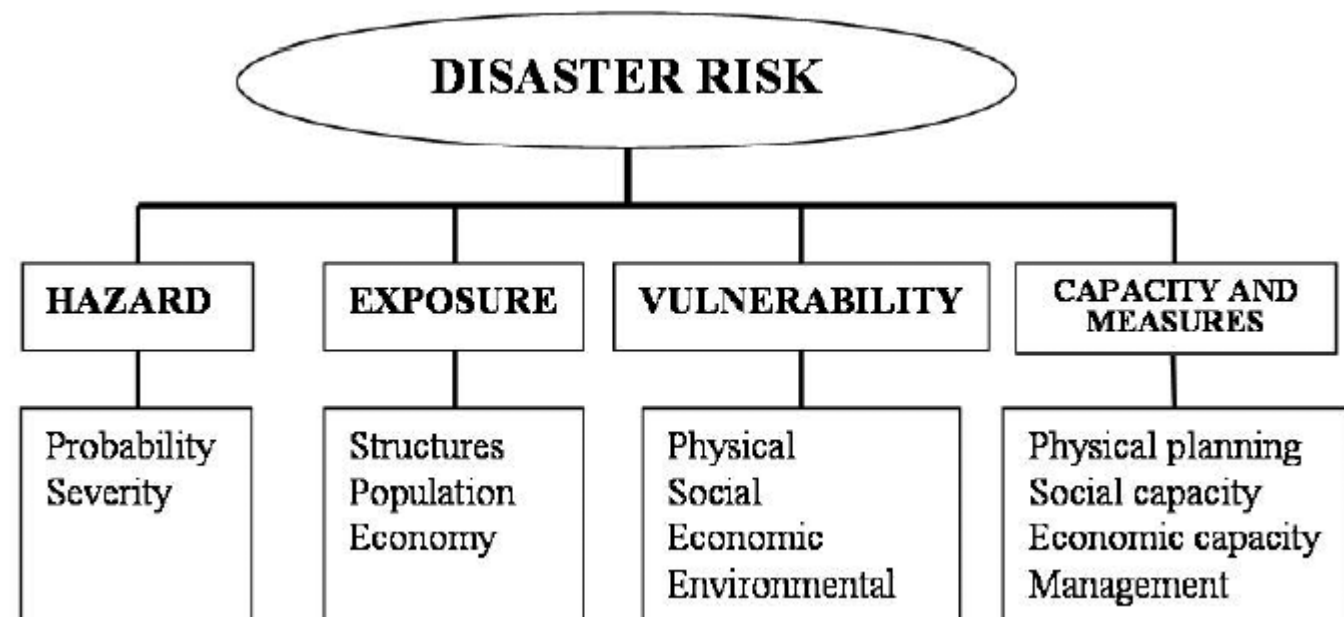 DISASTER RISK
HAZARD
EXPOSURE
VULNERABILITY
CAPACITY AND
MEASURES
Probability
Severity
Structures
Population
Economy
Physical
Social
Economic
Environmental
Physical planning
Social capacity
Economic capacity
Management